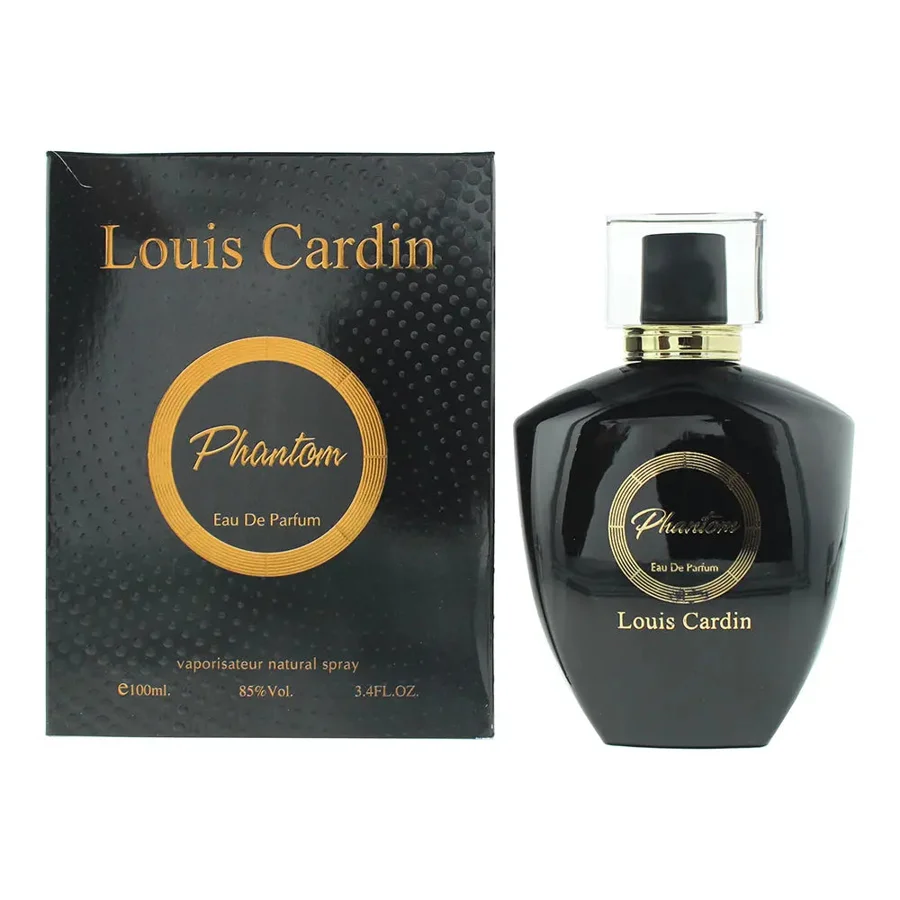 Louis Cardin
Phantom
Eau De Parfum
vaporisateur natural spray
e100ml. 85%Vol. 3.4FL.OZ.
Phantom
Eau De Parfum
Louis Cardin